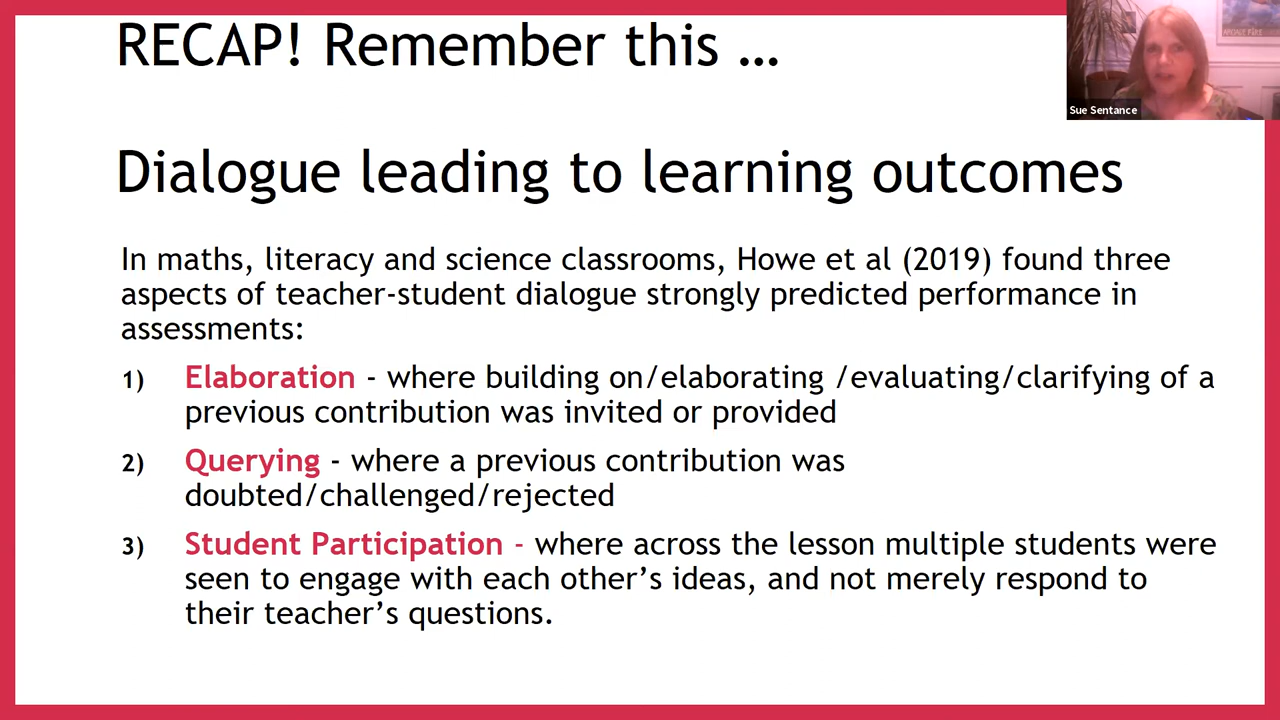 RECAP! Remember this …
Sue Sentance
Dialogue leading to learning outcomes
In maths, literacy and science classrooms, Howe et al (2019) found three
aspects of teacher-student dialogue strongly predicted performance in
assessments:
1) Elaboration - where building on/elaborating /evaluating/clarifying of a
previous contribution was invited or provided
2) Querying - where a previous contribution was
doubted/challenged/rejected
3) Student Participation - where across the lesson multiple students were
seen to engage with each other’s ideas, and not merely respond to
their teacher’s questions.